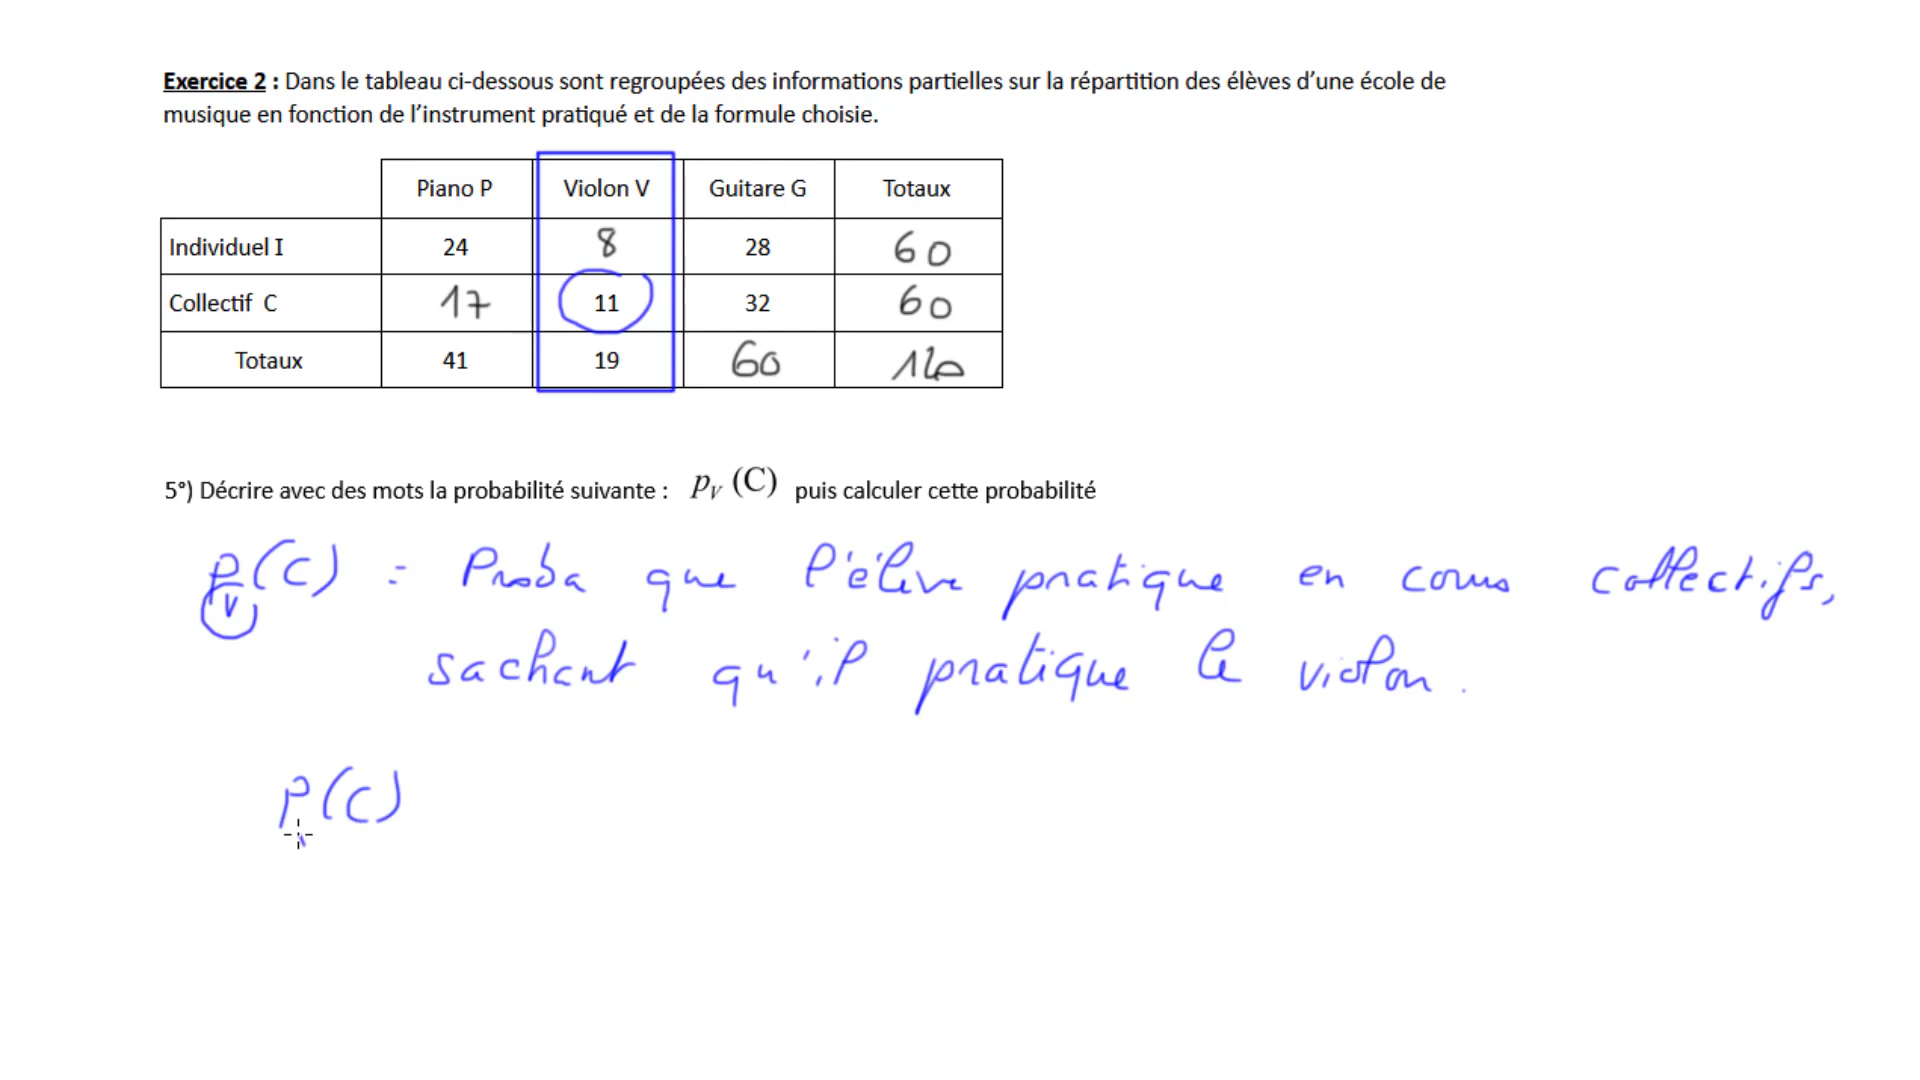 Exercice 2 : Dans le tableau ci-dessous sont regroupées des informations partielles sur la répartition des élèves d’une école de
musique en fonction de l’instrument pratiqué et de la formule choisie.
Piano P Violon V Guitare G Totaux
Individuel I 24 8 28 60
Collectif C 17 11 32 60
Totaux 41 19 60 120
5°) Décrire avec des mots la probabilité suivante : pV (C) puis calculer cette probabilité
PV(C) = Proba que l'élève pratique en cours collectifs,
sachant qu'il pratique le violon.
P(C)